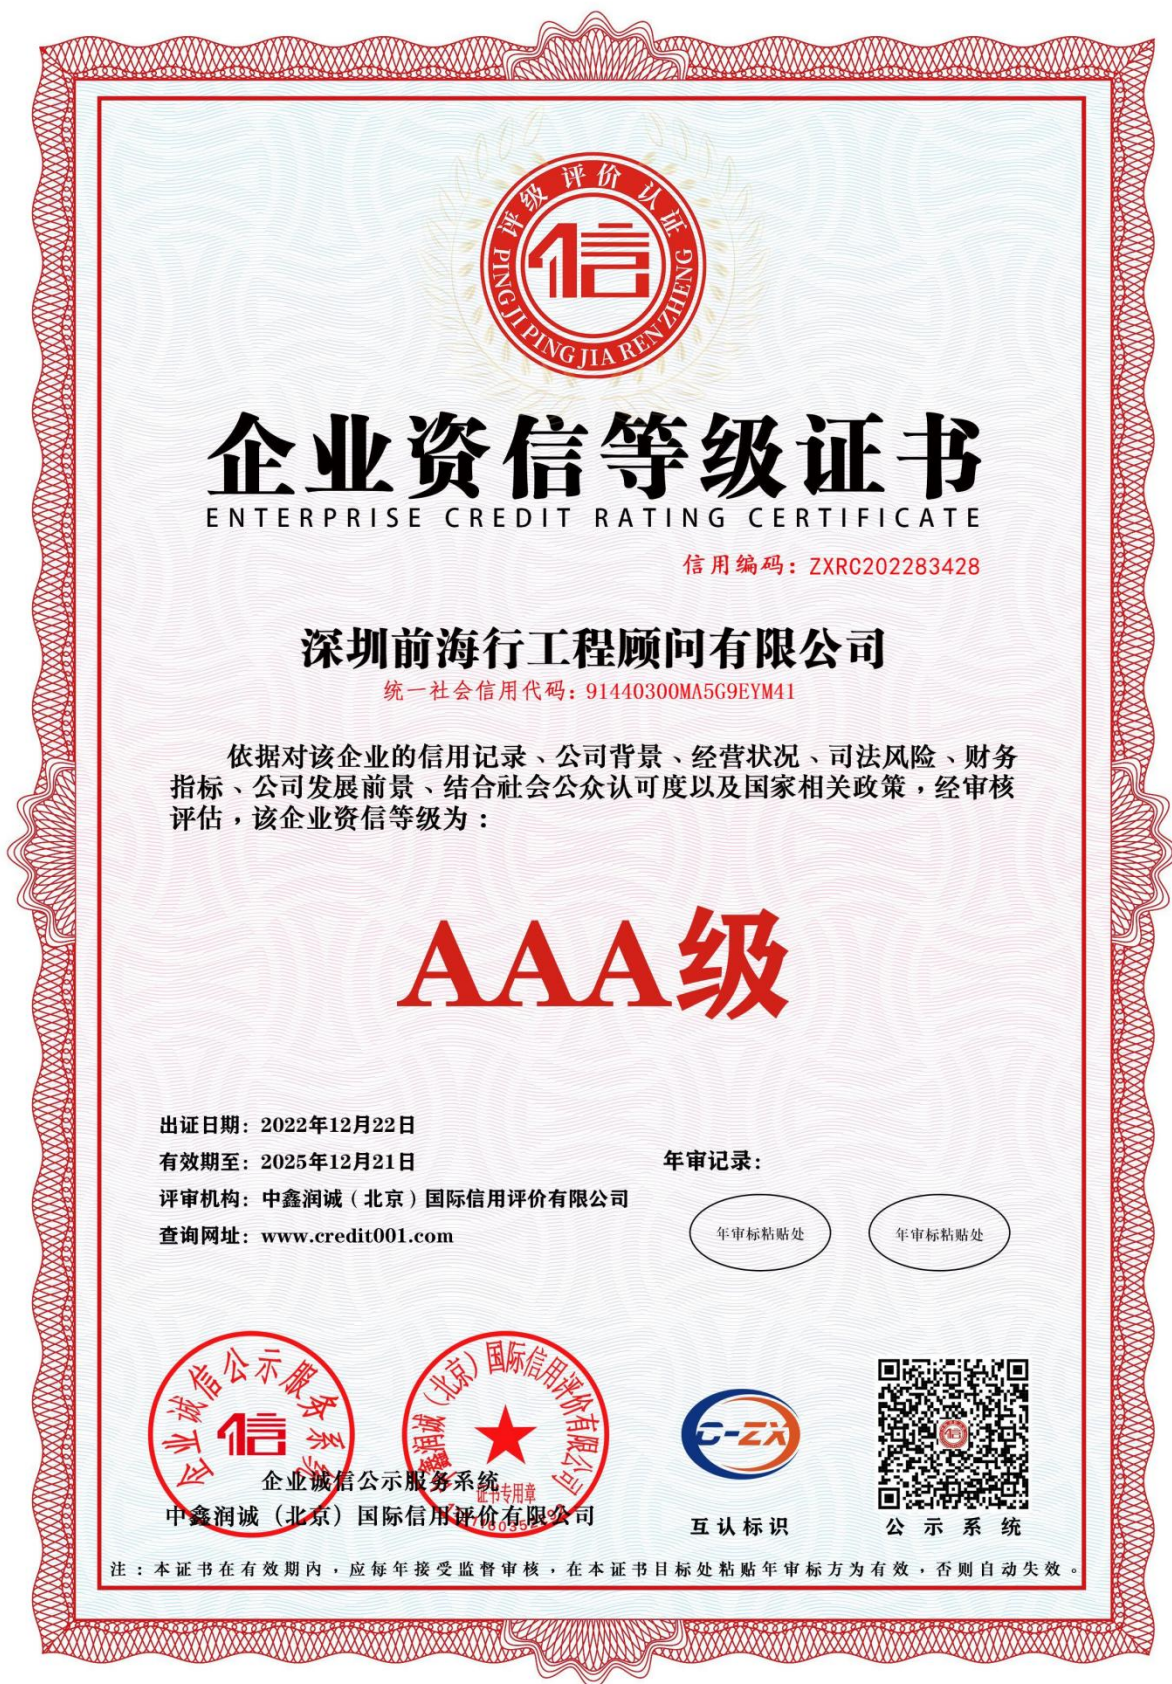 评级 评价 认证
PING JI PING JIA REN ZHENG
信
企业资信等级证书
ENTERPRISE CREDIT RATING CERTIFICATE
信用编码：ZXRC202283428
深圳前海行工程顾问有限公司
统一社会信用代码：91440300MA5G9EYM41
依据对该企业的信用记录、公司背景、经营状况、司法风险、财务
指标、公司发展前景、结合社会公众认可度以及国家相关政策，经审核
评估，该企业资信等级为：
AAA级
出证日期：2022年12月22日
有效期至：2025年12月21日
评审机构：中鑫润诚（北京）国际信用评价有限公司
查询网址：www.credit001.com
年审记录：
年审标粘贴处
年审标粘贴处
企业诚信公示服务系统
信
中鑫润诚（北京）国际信用评价有限公司
证书专用章
企业诚信公示服务系统
中鑫润诚（北京）国际信用评价有限公司
C-ZX
互认标识
公示系统
注：本证书在有效期内，应每年接受监督审核，在本证书目标处粘贴年审标方为有效，否则自动失效。